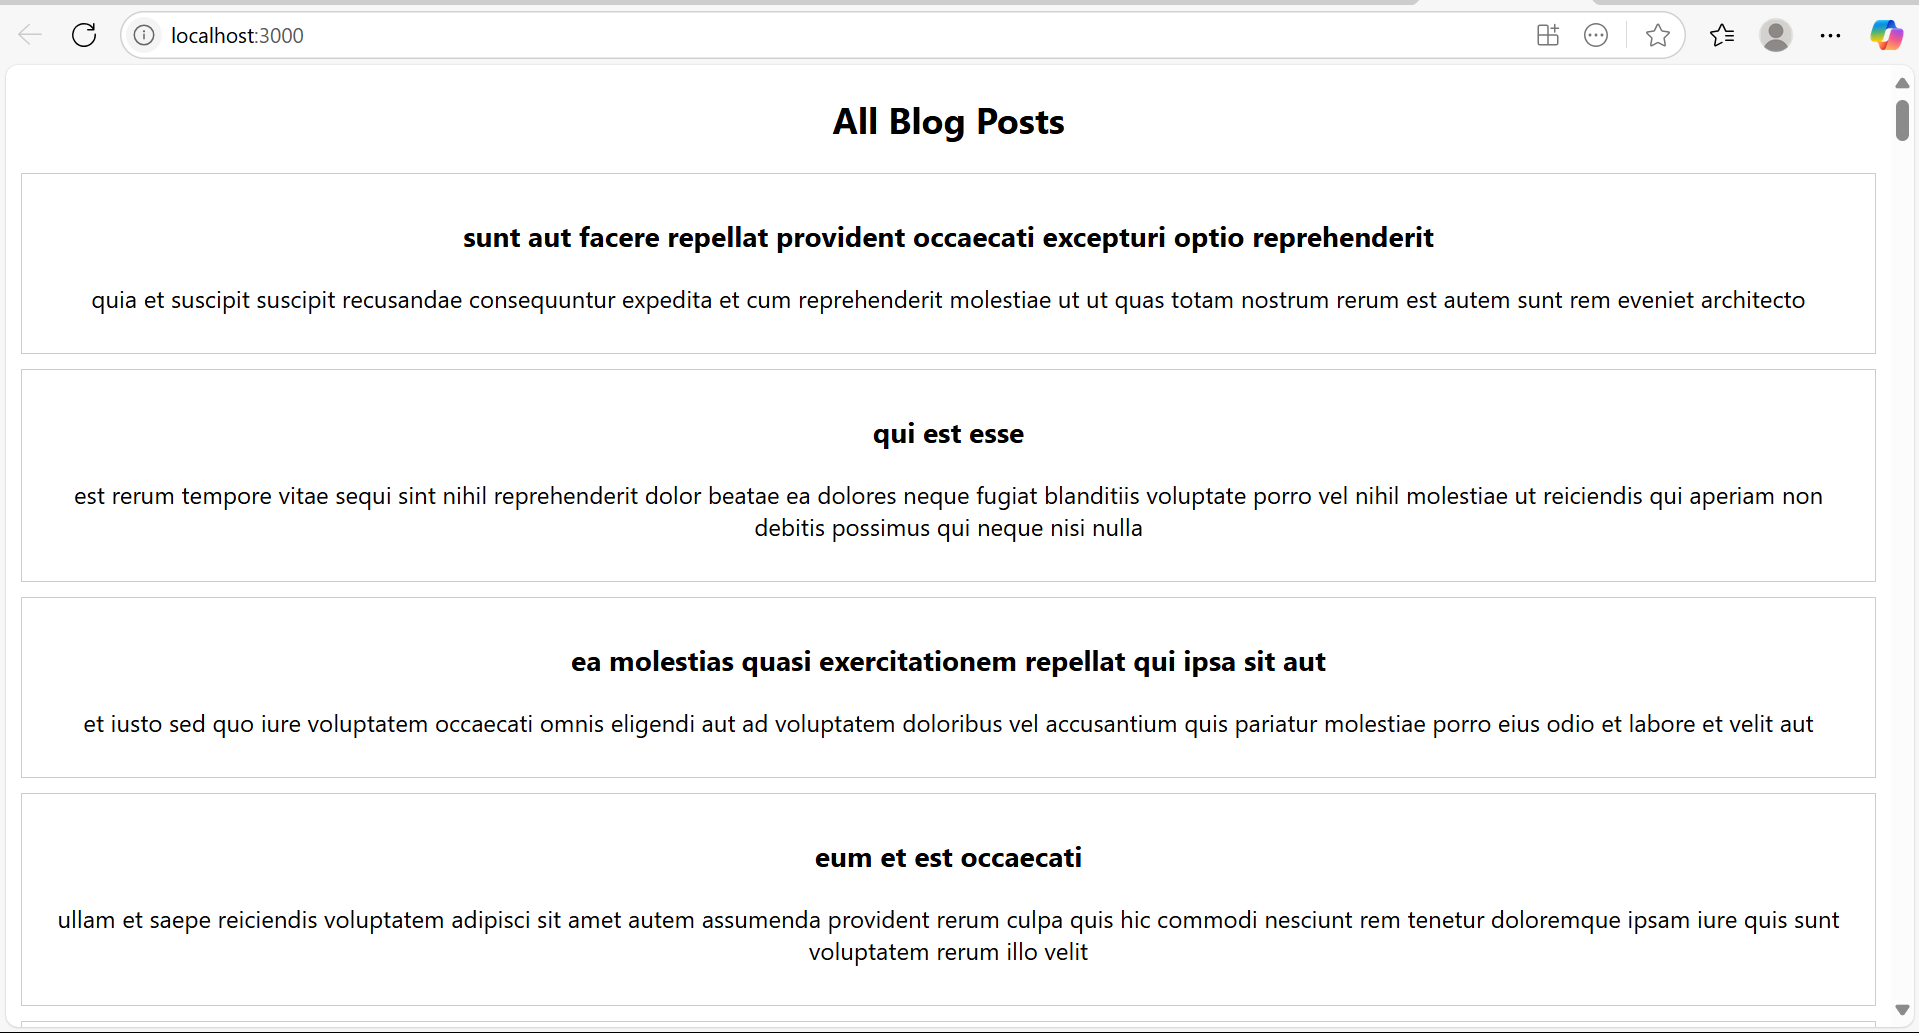 localhost:3000
All Blog Posts
sunt aut facere repellat provident occaecati excepturi optio reprehenderit
quia et suscipit suscipit recusandae consequuntur expedita et cum reprehenderit molestiae ut ut quas totam nostrum rerum est autem sunt rem eveniet architecto
qui est esse
est rerum tempore vitae sequi sint nihil reprehenderit dolor beatae ea dolores neque fugiat blanditiis voluptate porro vel nihil molestiae ut reiciendis qui aperiam non
debitis possimus qui neque nisi nulla
ea molestias quasi exercitationem repellat qui ipsa sit aut
et iusto sed quo iure voluptatem occaecati omnis eligendi aut ad voluptatem doloribus vel accusantium quis pariatur molestiae porro eius odio et labore et velit aut
eum et est occaecati
ullam et saepe reiciendis voluptatem adipisci sit amet autem assumenda provident rerum culpa quis hic commodi nesciunt rem tenetur doloremque ipsam iure quis sunt
voluptatem rerum illo velit